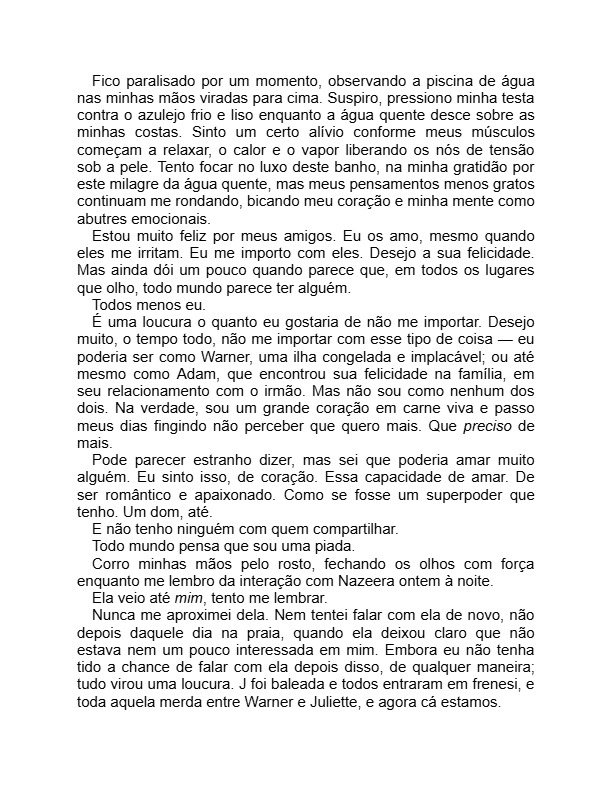 Fico paralisado por um momento, observando a piscina de água
nas minhas mãos viradas para cima. Suspiro, pressiono minha testa
contra o azulejo frio e liso enquanto a água quente desce sobre as
minhas costas. Sinto um certo alívio conforme meus músculos
começam a relaxar, o calor e o vapor liberando os nós de tensão
sob a pele. Tento focar no luxo deste banho, na minha gratidão por
este milagre da água quente, mas meus pensamentos menos gratos
continuam me rondando, bicando meu coração e minha mente como
abutres emocionais.
Estou muito feliz por meus amigos. Eu os amo, mesmo quando
eles me irritam. Eu me importo com eles. Desejo a sua felicidade.
Mas ainda dói um pouco quando parece que, em todos os lugares
que olho, todo mundo parece ter alguém.
Todos menos eu.
É uma loucura o quanto eu gostaria de não me importar. Desejo
muito, o tempo todo, não me importar com esse tipo de coisa — eu
poderia ser como Warner, uma ilha congelada e implacável; ou até
mesmo como Adam, que encontrou sua felicidade na família, em
seu relacionamento com o irmão. Mas não sou como nenhum dos
dois. Na verdade, sou um grande coração em carne viva e passo
meus dias fingindo não perceber que quero mais. Que preciso de
mais.
Pode parecer estranho dizer, mas sei que poderia amar muito
alguém. Eu sinto isso, de coração. Essa capacidade de amar. De
ser romântico e apaixonado. Como se fosse um superpoder que
tenho. Um dom, até.
E não tenho ninguém com quem compartilhar.
Todo mundo pensa que sou uma piada.
Corro minhas mãos pelo rosto, fechando os olhos com força
enquanto me lembro da interação com Nazeera ontem à noite.
Ela veio até mim, tento me lembrar.
Nunca me aproximei dela. Nem tentei falar com ela de novo, não
depois daquele dia na praia, quando ela deixou claro que não
estava nem um pouco interessada em mim. Embora eu não tenha
tido a chance de falar com ela depois disso, de qualquer maneira;
tudo virou uma loucura. J foi baleada e todos entraram em frenesi, e
toda aquela merda entre Warner e Juliette, e agora cá estamos.